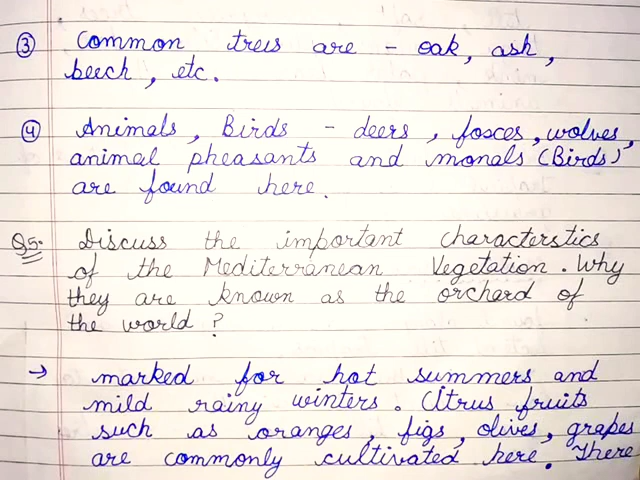 ③ Common trees are - oak, ash,
beech, etc.
④ Animals, Birds - deers, foxces, wolves,
animal pheasants and monals (Birds)
are found here.
Q5. Discuss the important characterstics
of the Mediterranean Vegetation. Why
they are known as the orchard of
the world?
→ marked for hot summers and
mild rainy winters. Citrus fruits
such as oranges, figs, olives, grapes
are commonly cultivated here. There